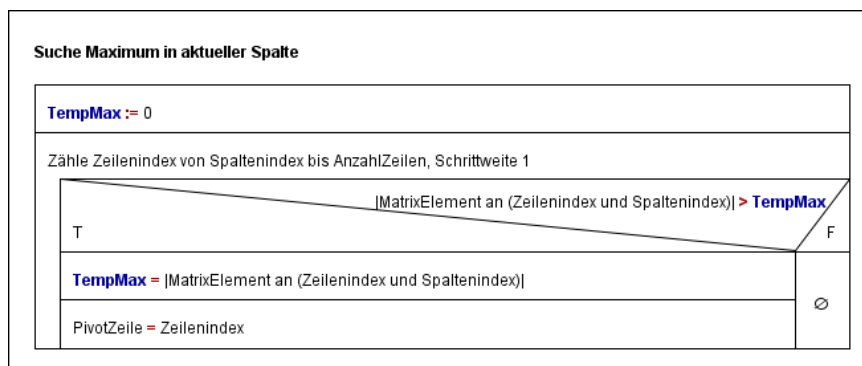 Suche Maximum in aktueller Spalte
TempMax := 0
Zähle Zeilenindex von Spaltenindex bis AnzahlZeilen, Schrittweite 1
|MatrixElement an (Zeilenindex und Spaltenindex)| > TempMax
T
F
TempMax = |MatrixElement an (Zeilenindex und Spaltenindex)|
∅
PivotZeile = Zeilenindex